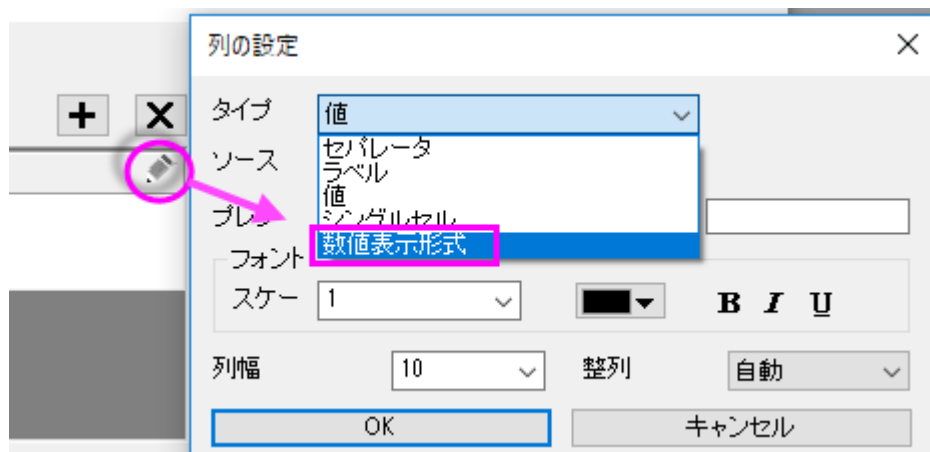 列の設定
タイプ
値
セパレータ
ソース
ラベル
値
シングルセル
数値表示形式
フォント
スケー
1
B I U
列幅
10
整列
自動
OK
キャンセル